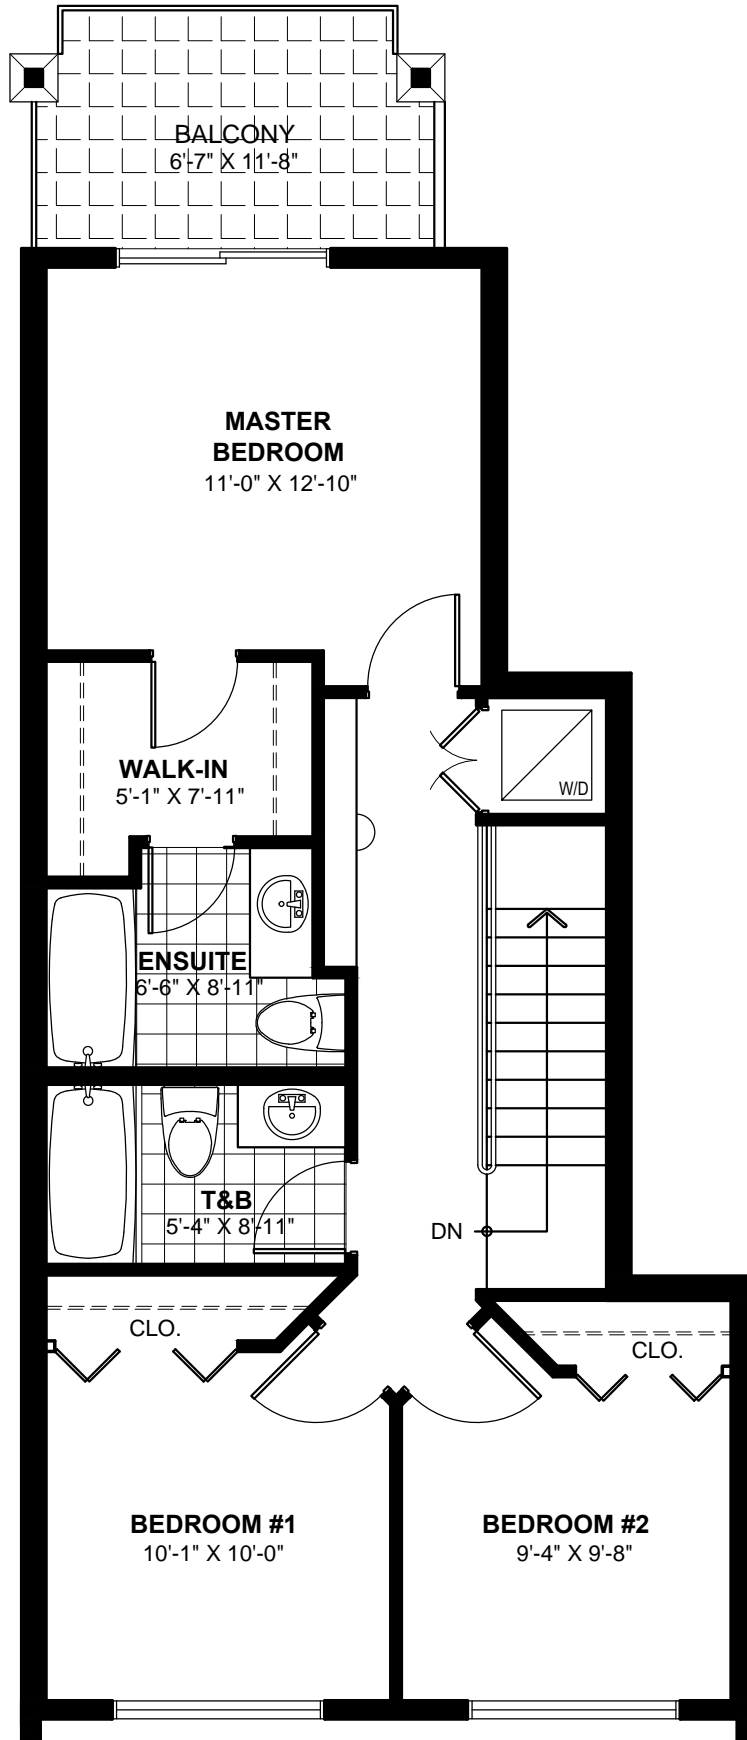 BALCONY
6'-7" X 11'-8"
MASTER
BEDROOM
11'-0" X 12'-10"
WALK-IN
5'-1" X 7'-11"
W/D
ENSUITE
6'-6" X 8'-11"
T&B
5'-4" X 8'-11"
DN
CLO.
CLO.
BEDROOM #1
10'-1" X 10'-0"
BEDROOM #2
9'-4" X 9'-8"